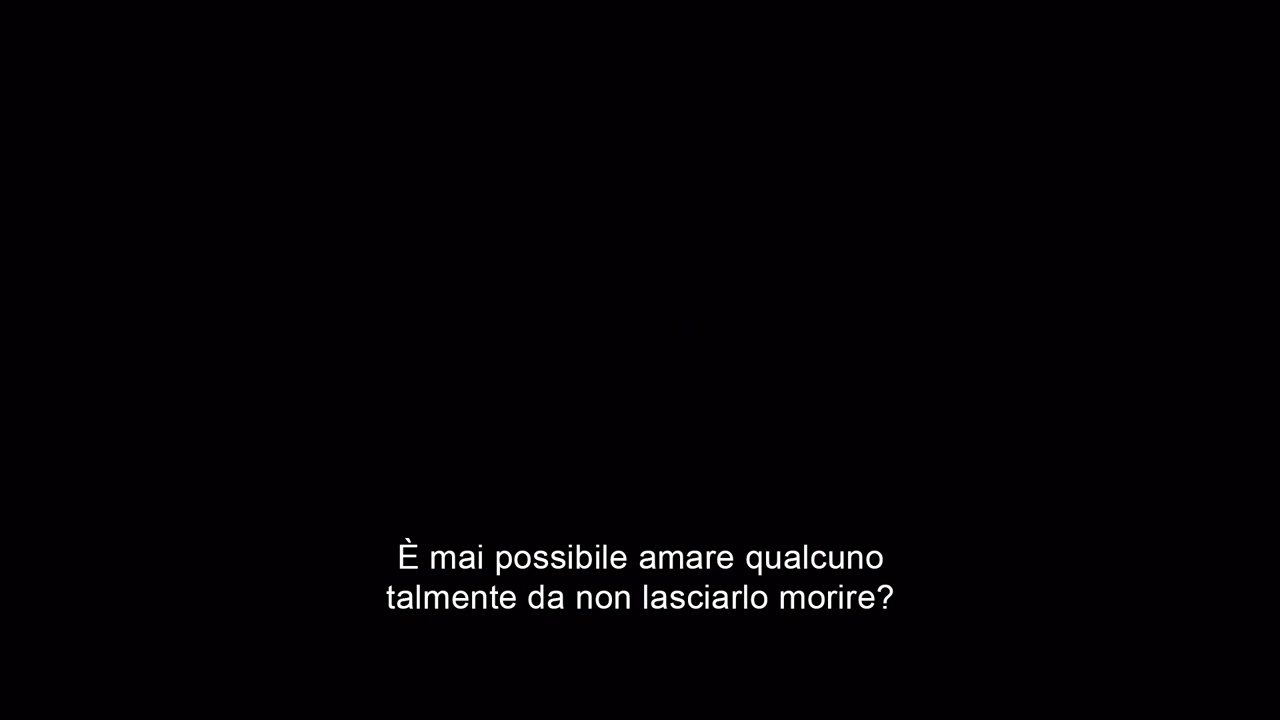 È mai possibile amare qualcuno
talmente da non lasciarlo morire?